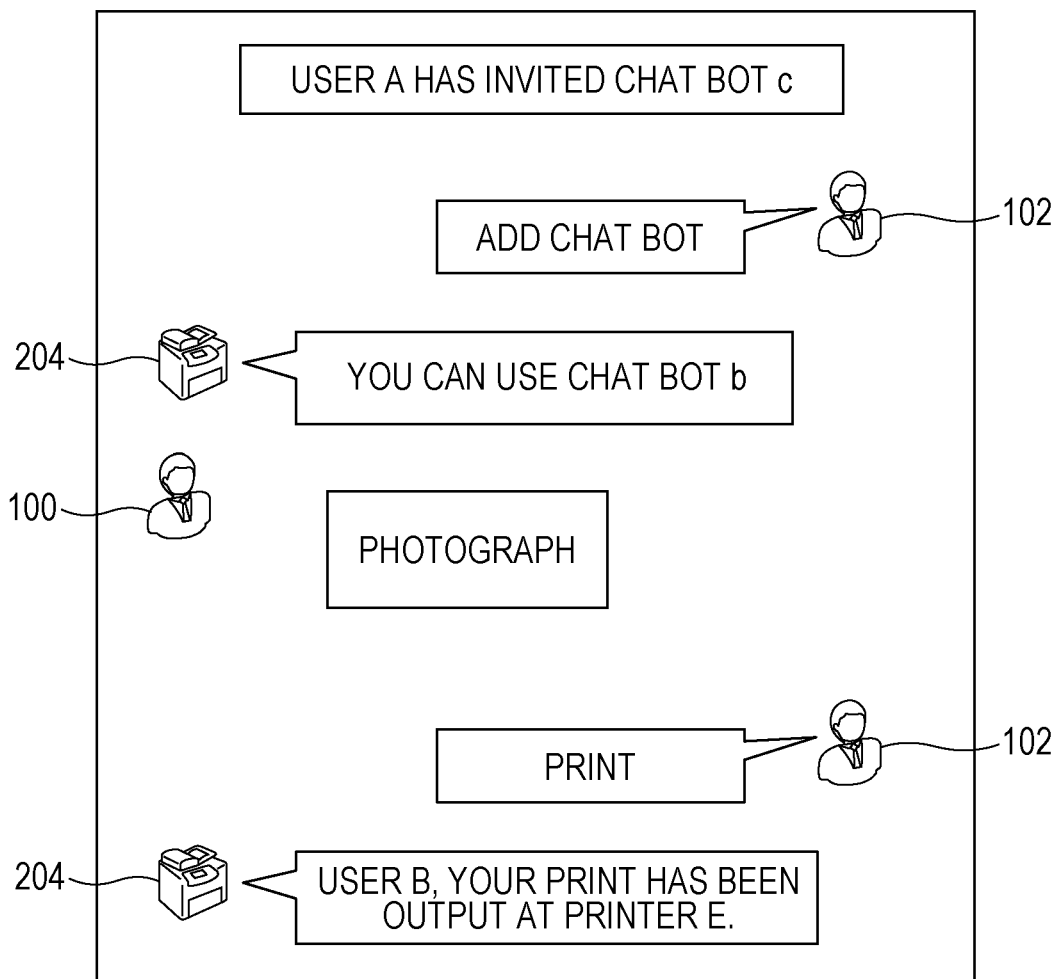 USER A HAS INVITED CHAT BOT c
ADD CHAT BOT
102
204
YOU CAN USE CHAT BOT b
100
PHOTOGRAPH
PRINT
102
204
USER B, YOUR PRINT HAS BEEN
OUTPUT AT PRINTER E.